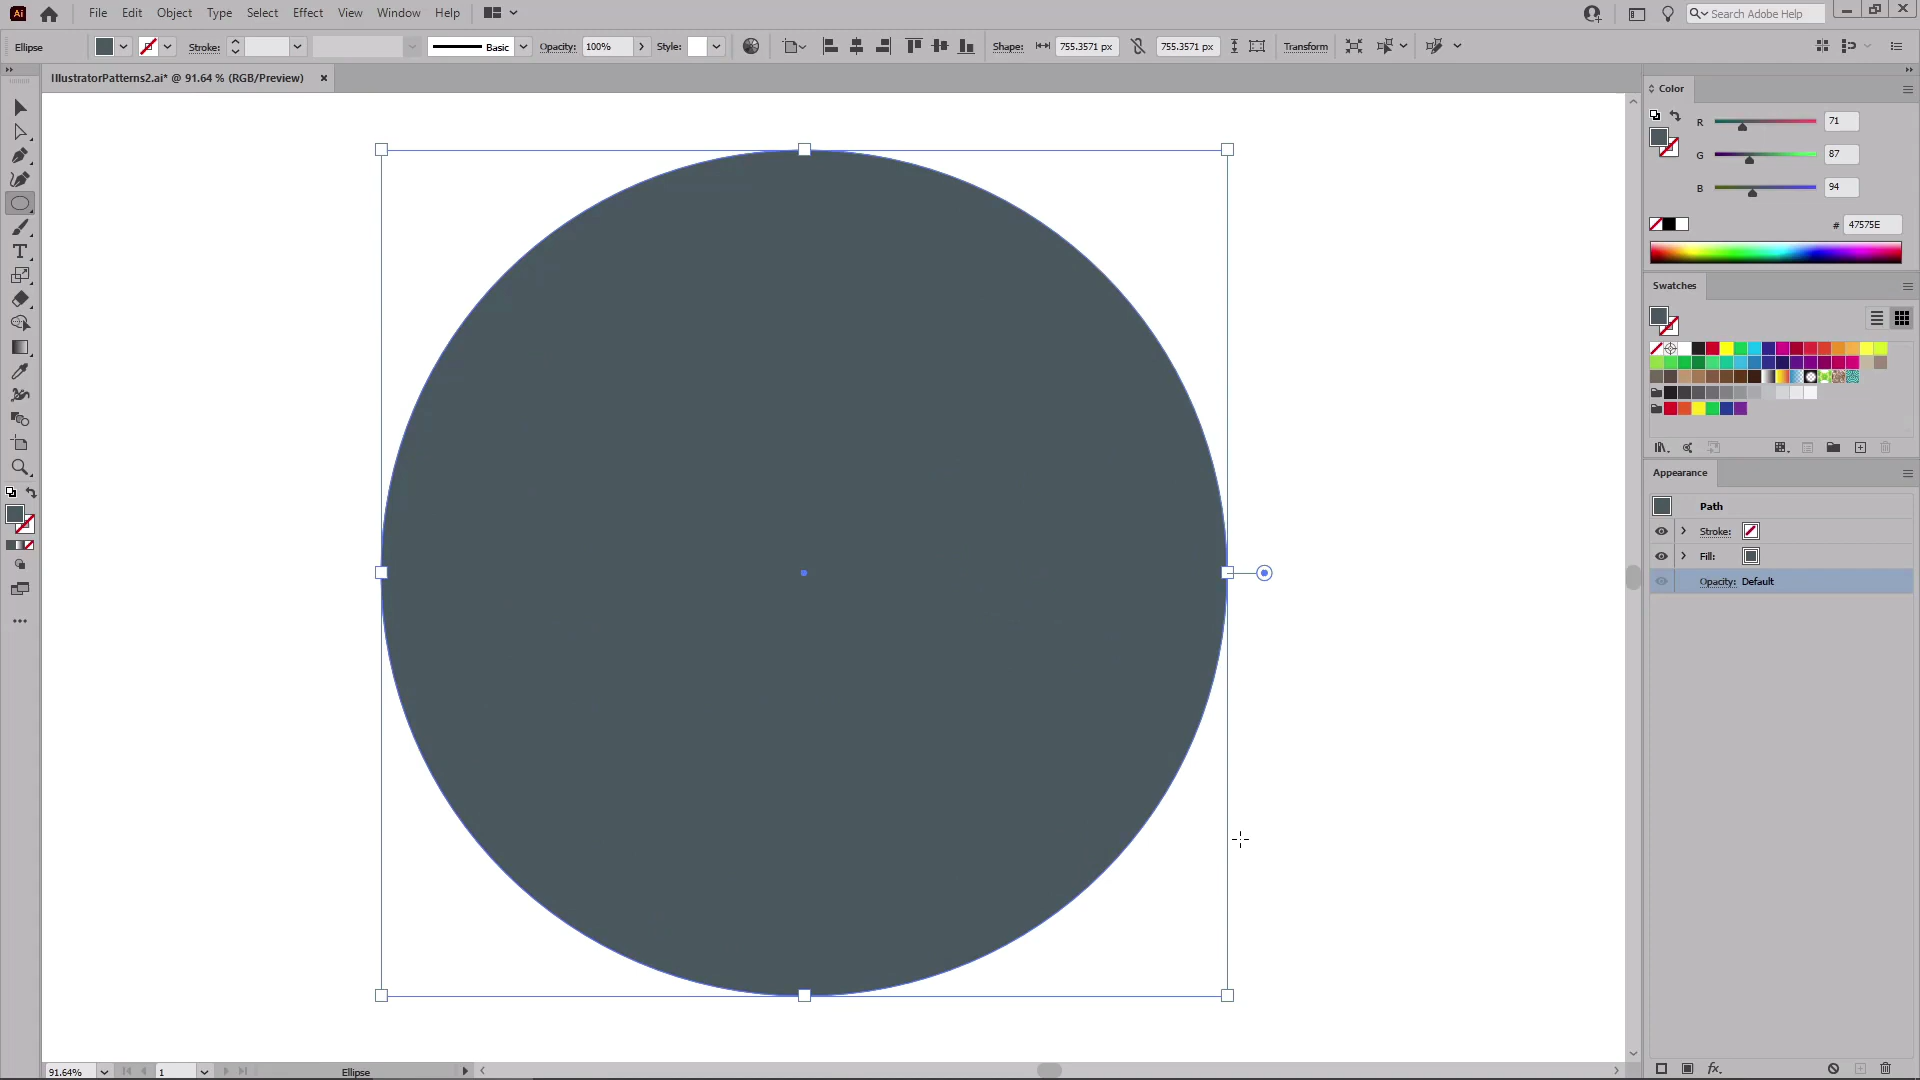 Ai File Edit Object Type Select Effect View Window Help Search Adobe Help
Ellipse Stroke: Basic Opacity: 100% Style: Shape: 755.3571 px 755.3571 px Transform
IllustratorPatterns2.ai* @ 91.64 % (RGB/Preview)
Color
R 71
G 87
B 94
# 47575E
Swatches
Appearance
Path
Stroke:
Fill:
Opacity: Default
fx.
91.64% 1 Ellipse